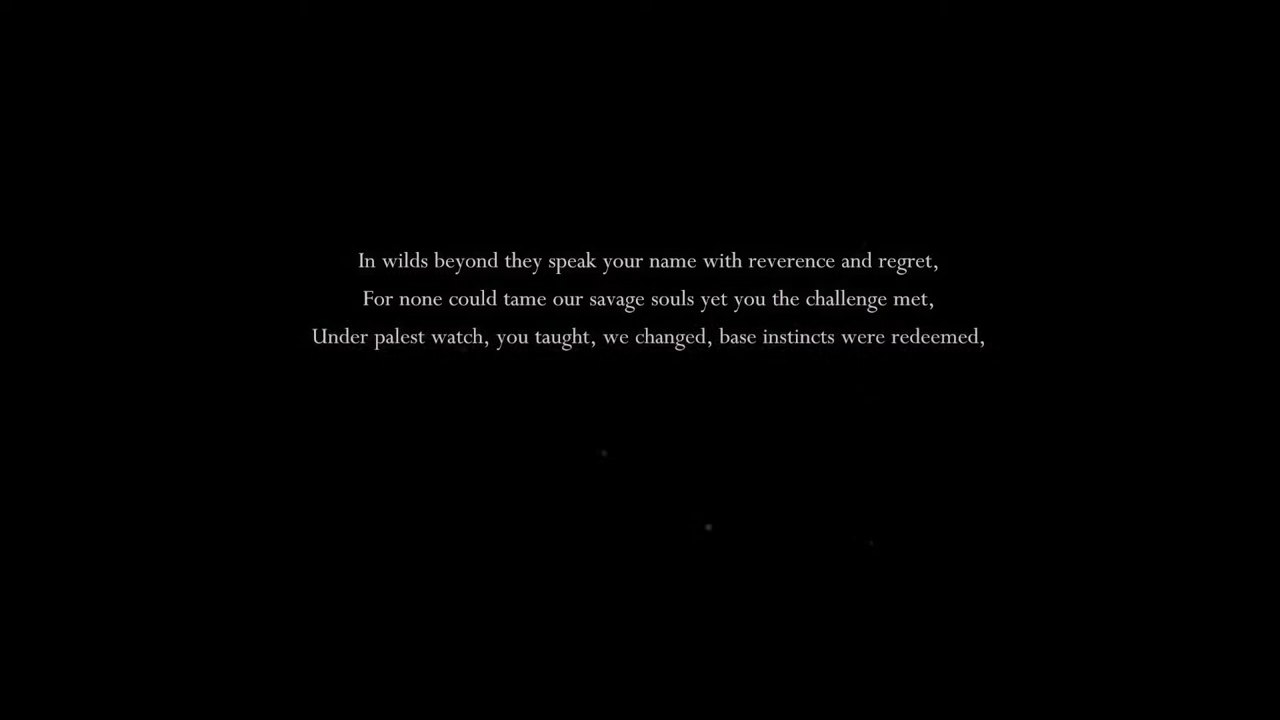 In wilds beyond they speak your name with reverence and regret,
For none could tame our savage souls yet you the challenge met,
Under palest watch, you taught, we changed, base instincts were redeemed,